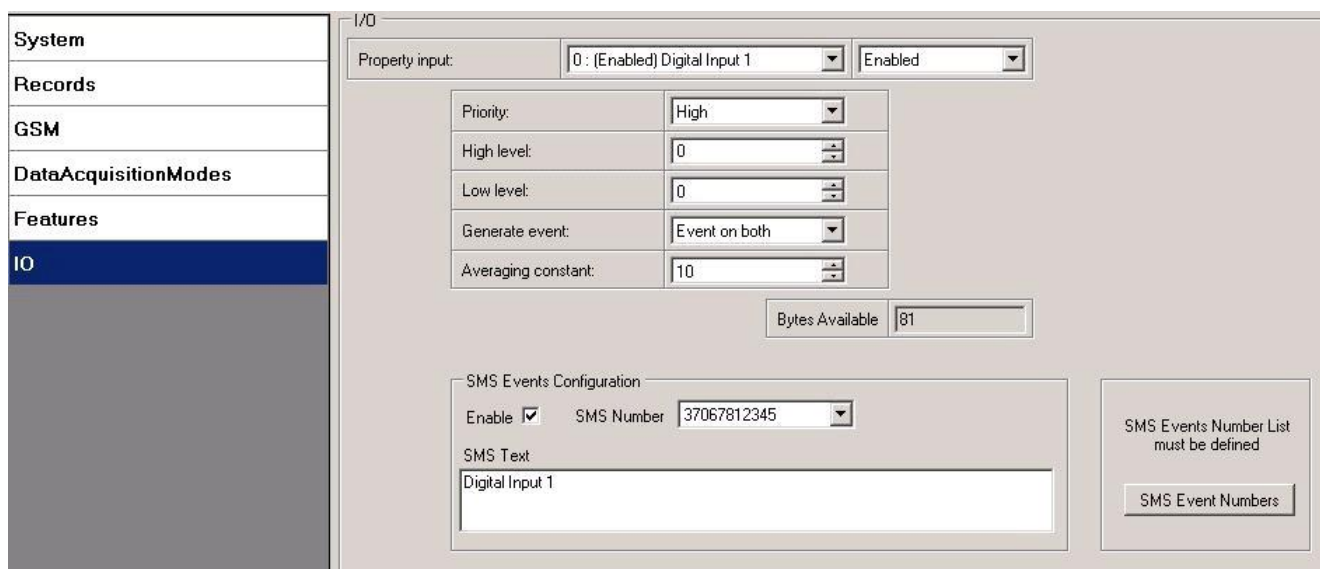 System
Records
GSM
DataAcquisitionModes
Features
IO
I/O
Property input: 0 : (Enabled) Digital Input 1 Enabled
Priority: High
High level: 0
Low level: 0
Generate event: Event on both
Averaging constant: 10
Bytes Available 81
SMS Events Configuration
Enable SMS Number 37067812345
SMS Text
Digital Input 1
SMS Events Number List
must be defined
SMS Event Numbers